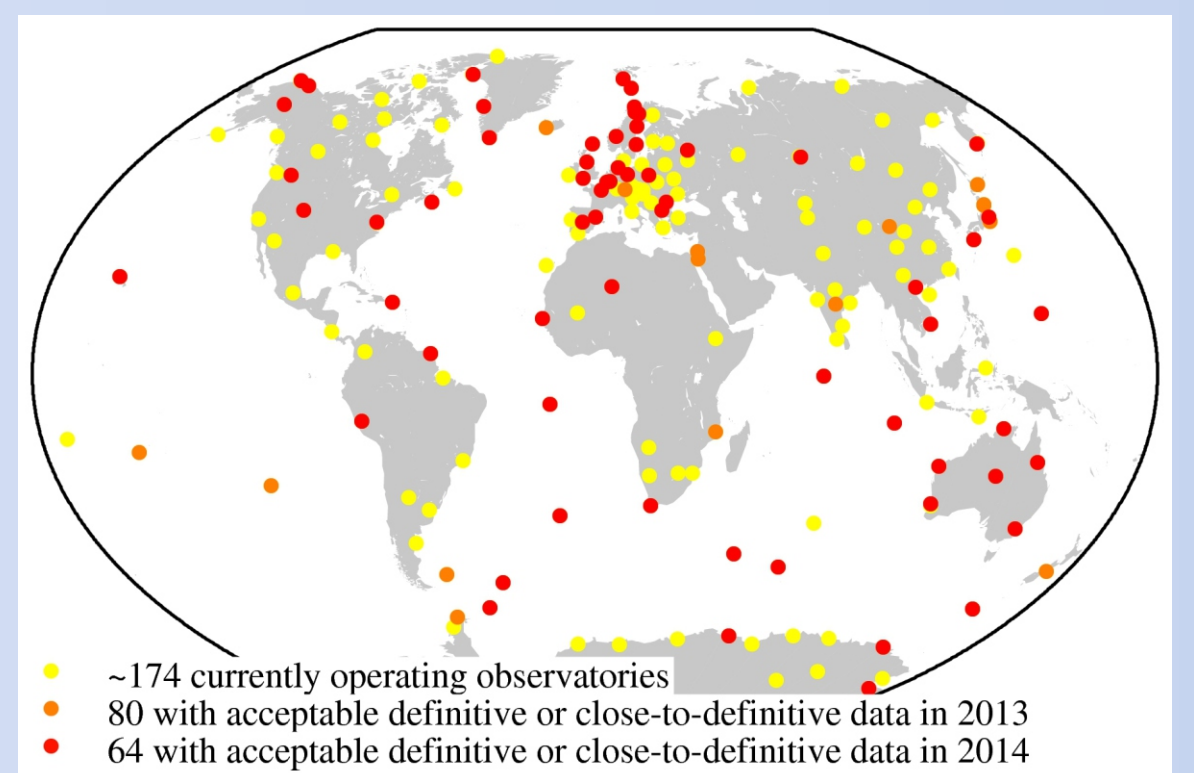 ~174 currently operating observatories
80 with acceptable definitive or close-to-definitive data in 2013
64 with acceptable definitive or close-to-definitive data in 2014